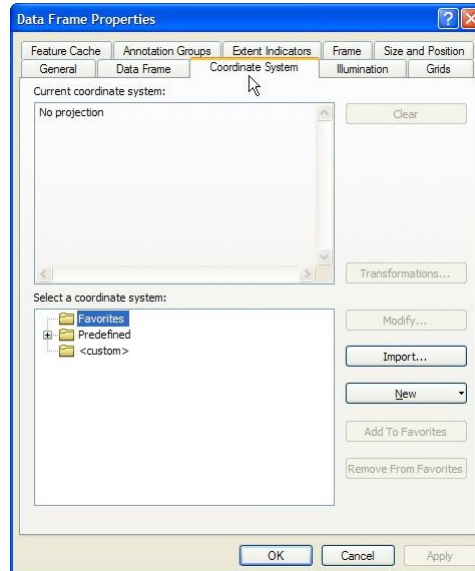 Data Frame Properties
Feature Cache Annotation Groups Extent Indicators Frame Size and Position
General Data Frame Coordinate System Illumination Grids
Current coordinate system:
No projection
Clear
Transformations...
Select a coordinate system:
Favorites
Predefined
<custom>
Modify...
Import...
New
Add To Favorites
Remove From Favorites
OK Cancel Apply